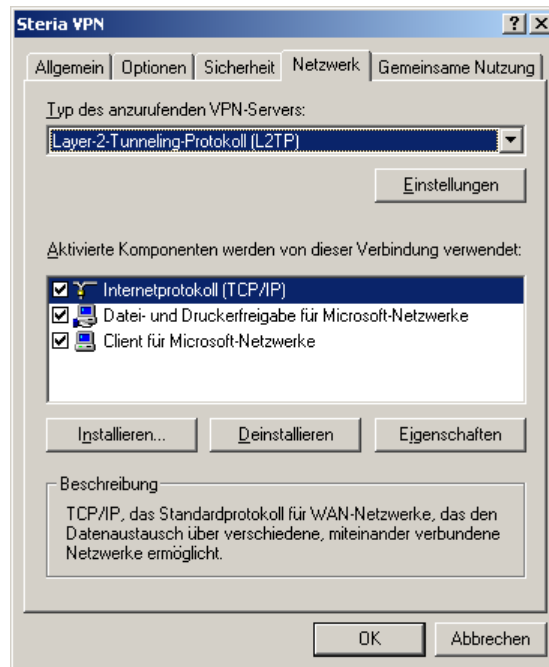 Steria VPN
Allgemein Optionen Sicherheit Netzwerk Gemeinsame Nutzung
Typ des anzurufenden VPN-Servers:
Layer-2-Tunneling-Protokoll (L2TP)
Einstellungen
Aktivierte Komponenten werden von dieser Verbindung verwendet:
Internetprotokoll (TCP/IP)
Datei- und Druckerfreigabe für Microsoft-Netzwerke
Client für Microsoft-Netzwerke
Installieren... Deinstallieren Eigenschaften
Beschreibung
TCP/IP, das Standardprotokoll für WAN-Netzwerke, das den
Datenaustausch über verschiedene, miteinander verbundene
Netzwerke ermöglicht.
OK Abbrechen